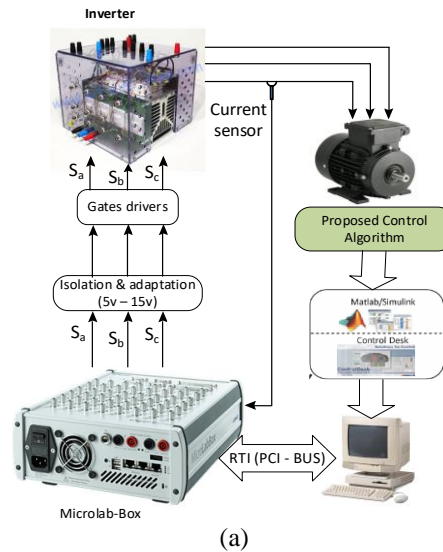 Inverter
Current
sensor
Sa Sb Sc
Gates drivers
Proposed Control
Algorithm
Isolation & adaptation
(5v – 15v)
Matlab/Simulink
Sa Sb Sc
Control Desk
MicroLabBox
RTI (PCI - BUS)
Microlab-Box
(a)